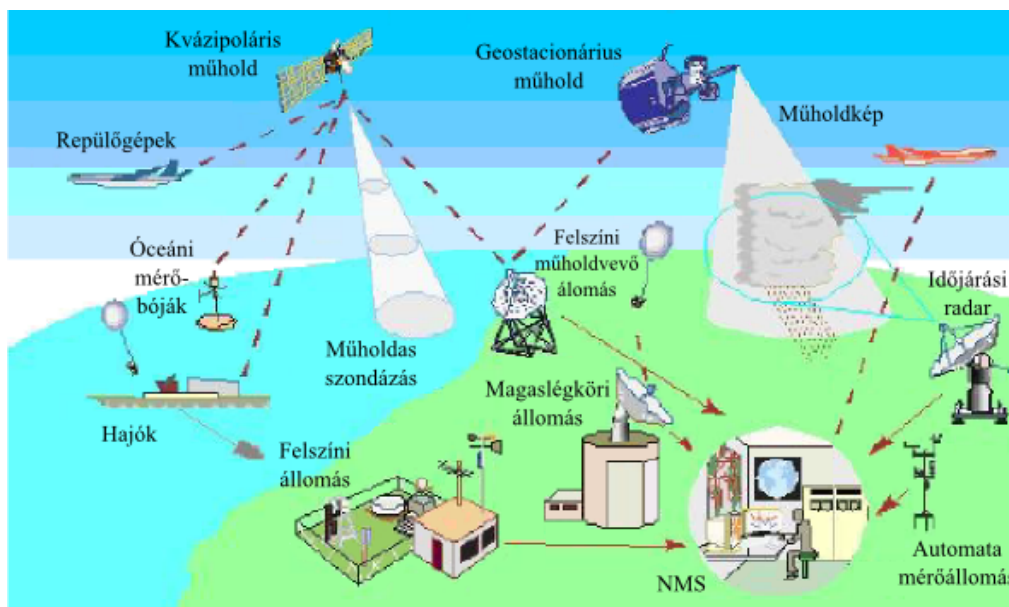 Kvázipoláris
műhold
Geostacionárius
műhold
Műholdkép
Repülőgépek
Óceáni
mérő-
bóják
Felszíni
műholdvevő
álomás
Időjárási
radar
Műholdas
szondázás
Magaslégköri
állomás
Hajók
Felszíni
állomás
NMS
Automata
mérőállomás